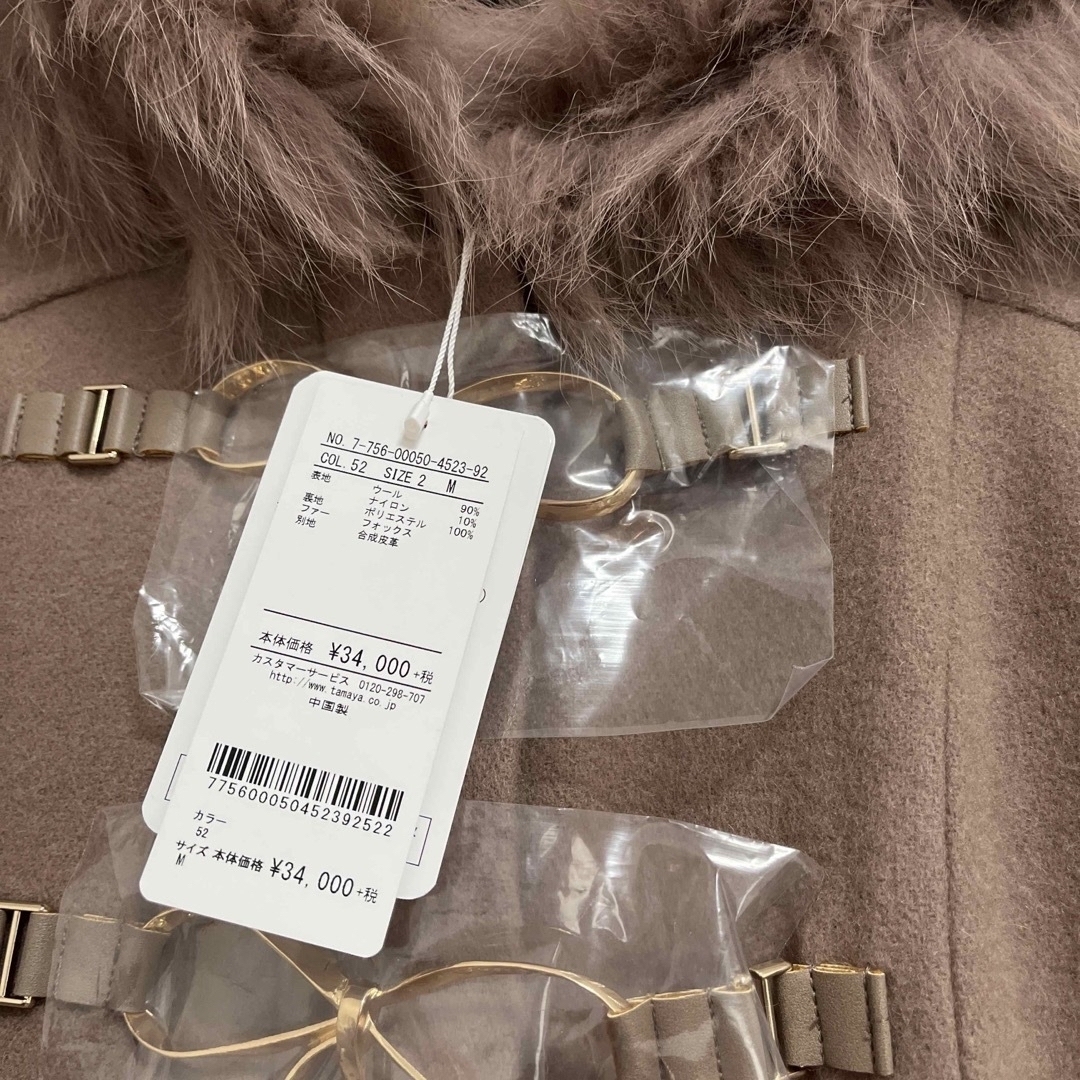 NO. 7-756-00050-4523-92
COL. 52 SIZE 2 M
表地 ウール 90%
ナイロン 10%
裏地 ポリエステル 100%
ファー フォックス
別地 合成皮革
本体価格 ¥34,000+税
カスタマーサービス 0120-298-707
http://www.tamaya.co.jp
中国製
775600050452392522
カラー
52
サイズ 本体価格 ¥34,000+税
M